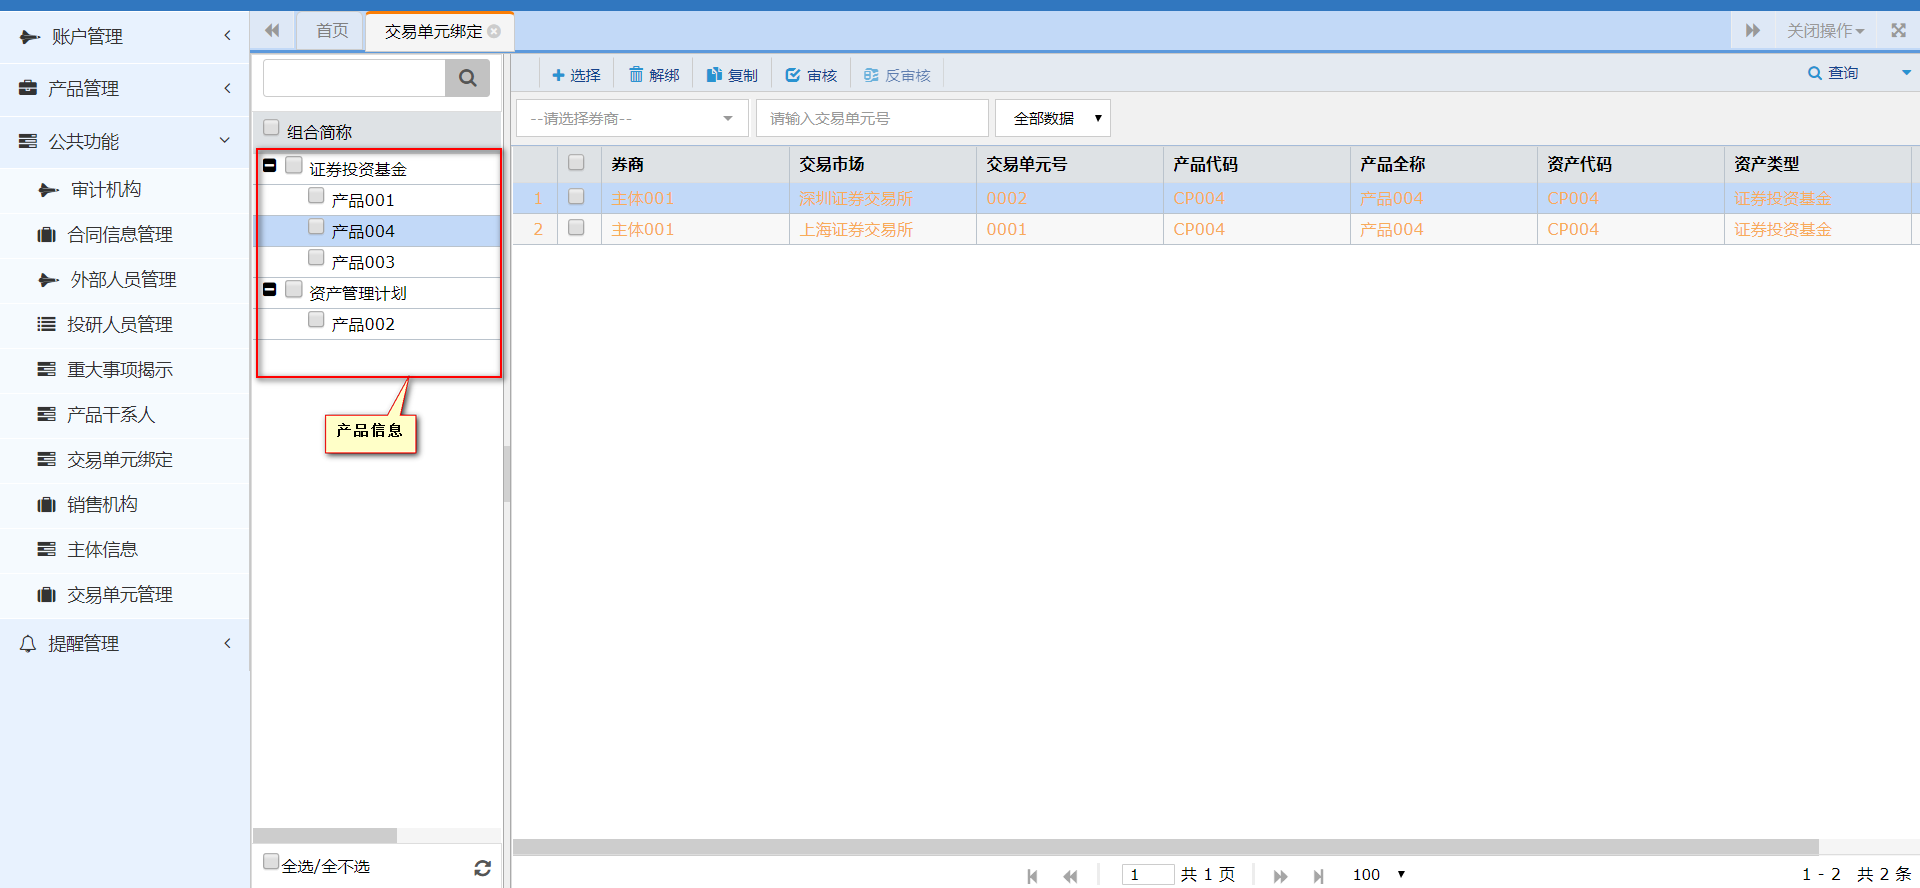 账户管理
产品管理
公共功能
审计机构
合同信息管理
外部人员管理
投研人员管理
重大事项揭示
产品干系人
交易单元绑定
销售机构
主体信息
交易单元管理
提醒管理
首页
交易单元绑定
关闭操作
组合简称
证券投资基金
产品001
产品004
产品003
资产管理计划
产品002
产品信息
全选/全不选
选择 解绑 复制 审核 反审核 查询
--请选择券商-- 请输入交易单元号 全部数据
券商 交易市场 交易单元号 产品代码 产品全称 资产代码 资产类型
1 主体001 深圳证券交易所 0002 CP004 产品004 CP004 证券投资基金
2 主体001 上海证券交易所 0001 CP004 产品004 CP004 证券投资基金
1 共 1 页 100 1 - 2 共 2 条